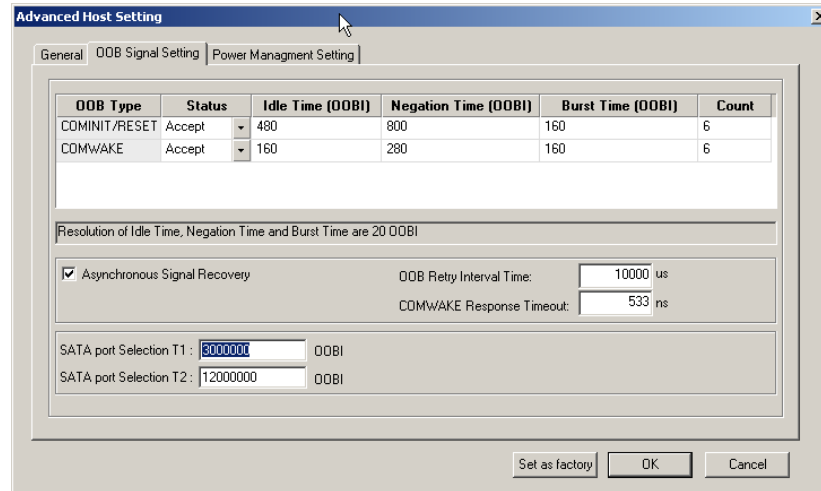 Advanced Host Setting
General OOB Signal Setting Power Managment Setting
OOB Type Status Idle Time (OOBI) Negation Time (OOBI) Burst Time (OOBI) Count
COMINIT/RESET Accept 480 800 160 6
COMWAKE Accept 160 280 160 6
Resolution of Idle Time, Negation Time and Burst Time are 20 OOBI
Asynchronous Signal Recovery
OOB Retry Interval Time: 10000 us
COMWAKE Response Timeout: 533 ns
SATA port Selection T1 : 3000000 OOBI
SATA port Selection T2 : 12000000 OOBI
Set as factory OK Cancel